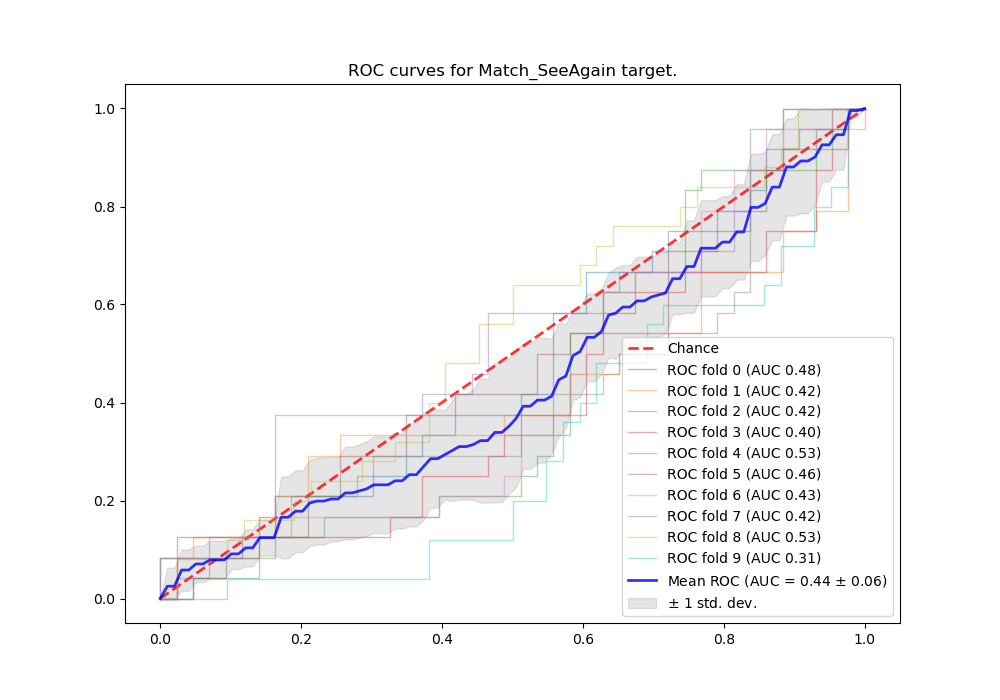 ROC curves for Match_SeeAgain target.
1.0
0.8
0.6
0.4
0.2
0.0
0.0 0.2 0.4 0.6 0.8 1.0
Chance
ROC fold 0 (AUC 0.48)
ROC fold 1 (AUC 0.42)
ROC fold 2 (AUC 0.42)
ROC fold 3 (AUC 0.40)
ROC fold 4 (AUC 0.53)
ROC fold 5 (AUC 0.46)
ROC fold 6 (AUC 0.43)
ROC fold 7 (AUC 0.42)
ROC fold 8 (AUC 0.53)
ROC fold 9 (AUC 0.31)
Mean ROC (AUC = 0.44 ± 0.06)
± 1 std. dev.